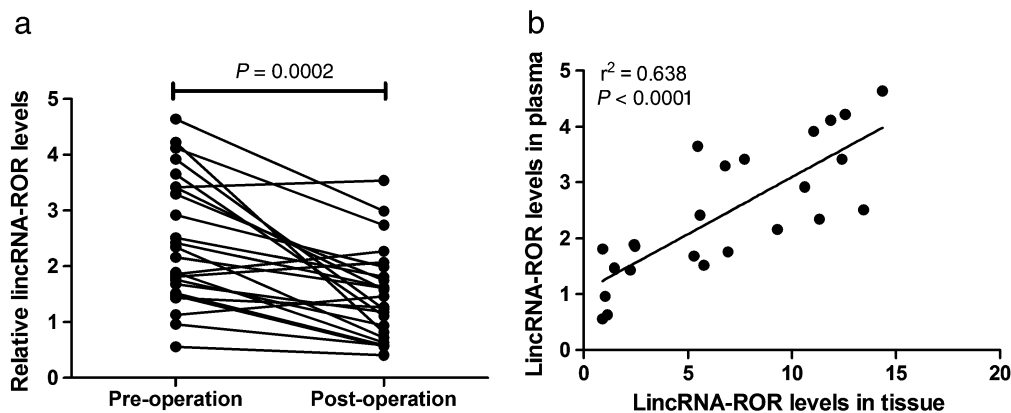 a
P = 0.0002
Relative lincRNA-ROR levels
5
4
3
2
1
0
Pre-operation
Post-operation
b
r² = 0.638
P < 0.0001
LincRNA-ROR levels in plasma
5
4
3
2
1
0
0
5
10
15
20
LincRNA-ROR levels in tissue